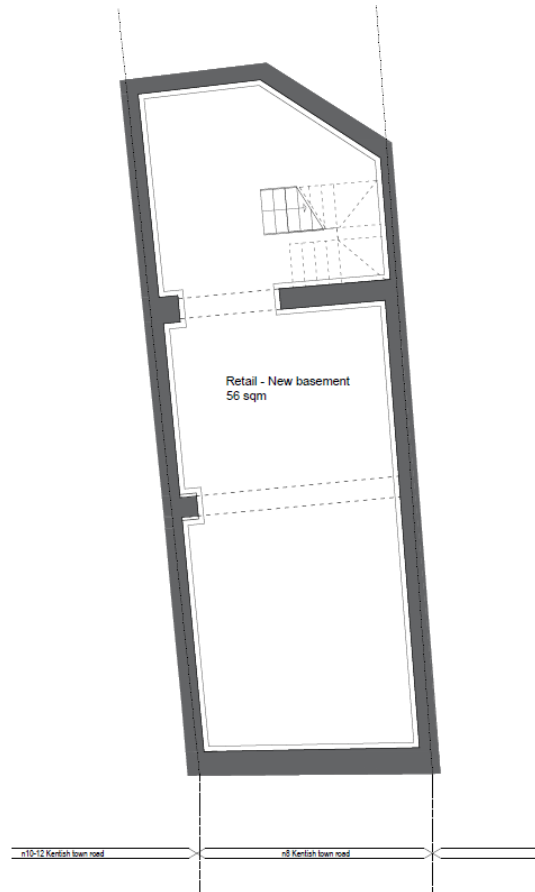 Retail - New basement
56 sqm
n10-12 Kentish town road
n8 Kentish town road